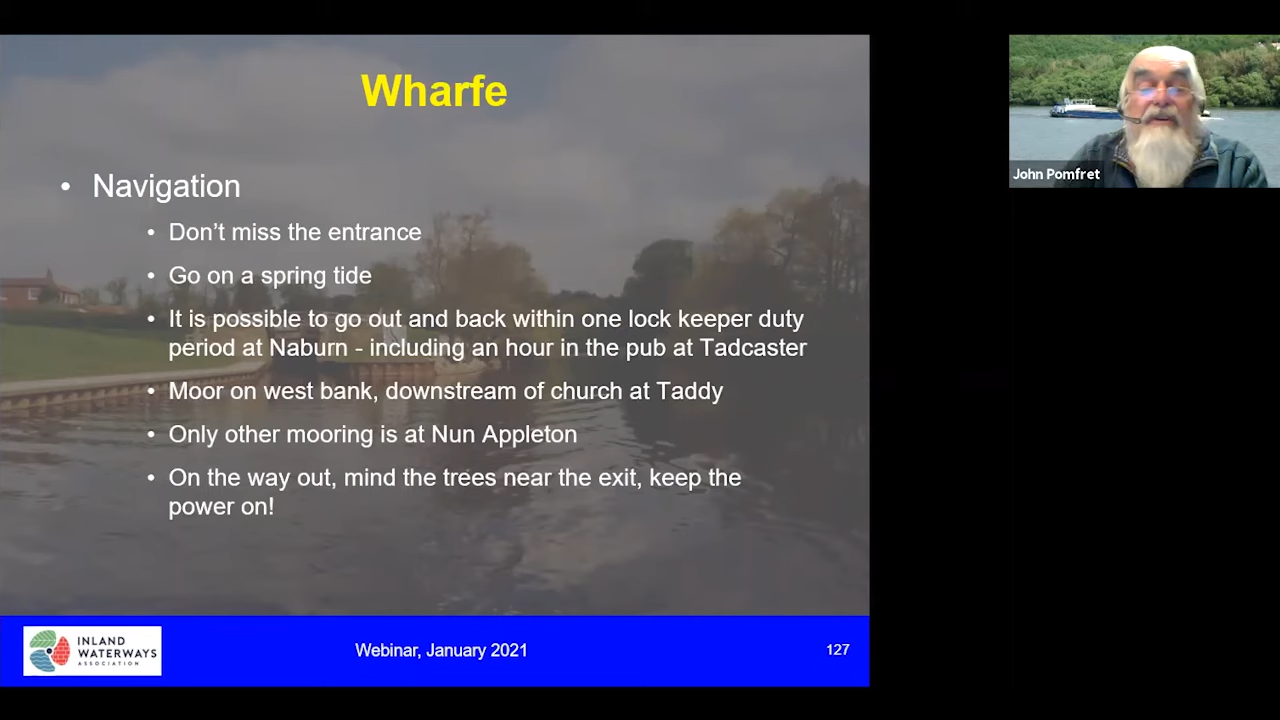 Wharfe
• Navigation
• Don’t miss the entrance
• Go on a spring tide
• It is possible to go out and back within one lock keeper duty
period at Naburn - including an hour in the pub at Tadcaster
• Moor on west bank, downstream of church at Taddy
• Only other mooring is at Nun Appleton
• On the way out, mind the trees near the exit, keep the
power on!
INLAND
WATERWAYS
ASSOCIATION
Webinar, January 2021
127
John Pomfret